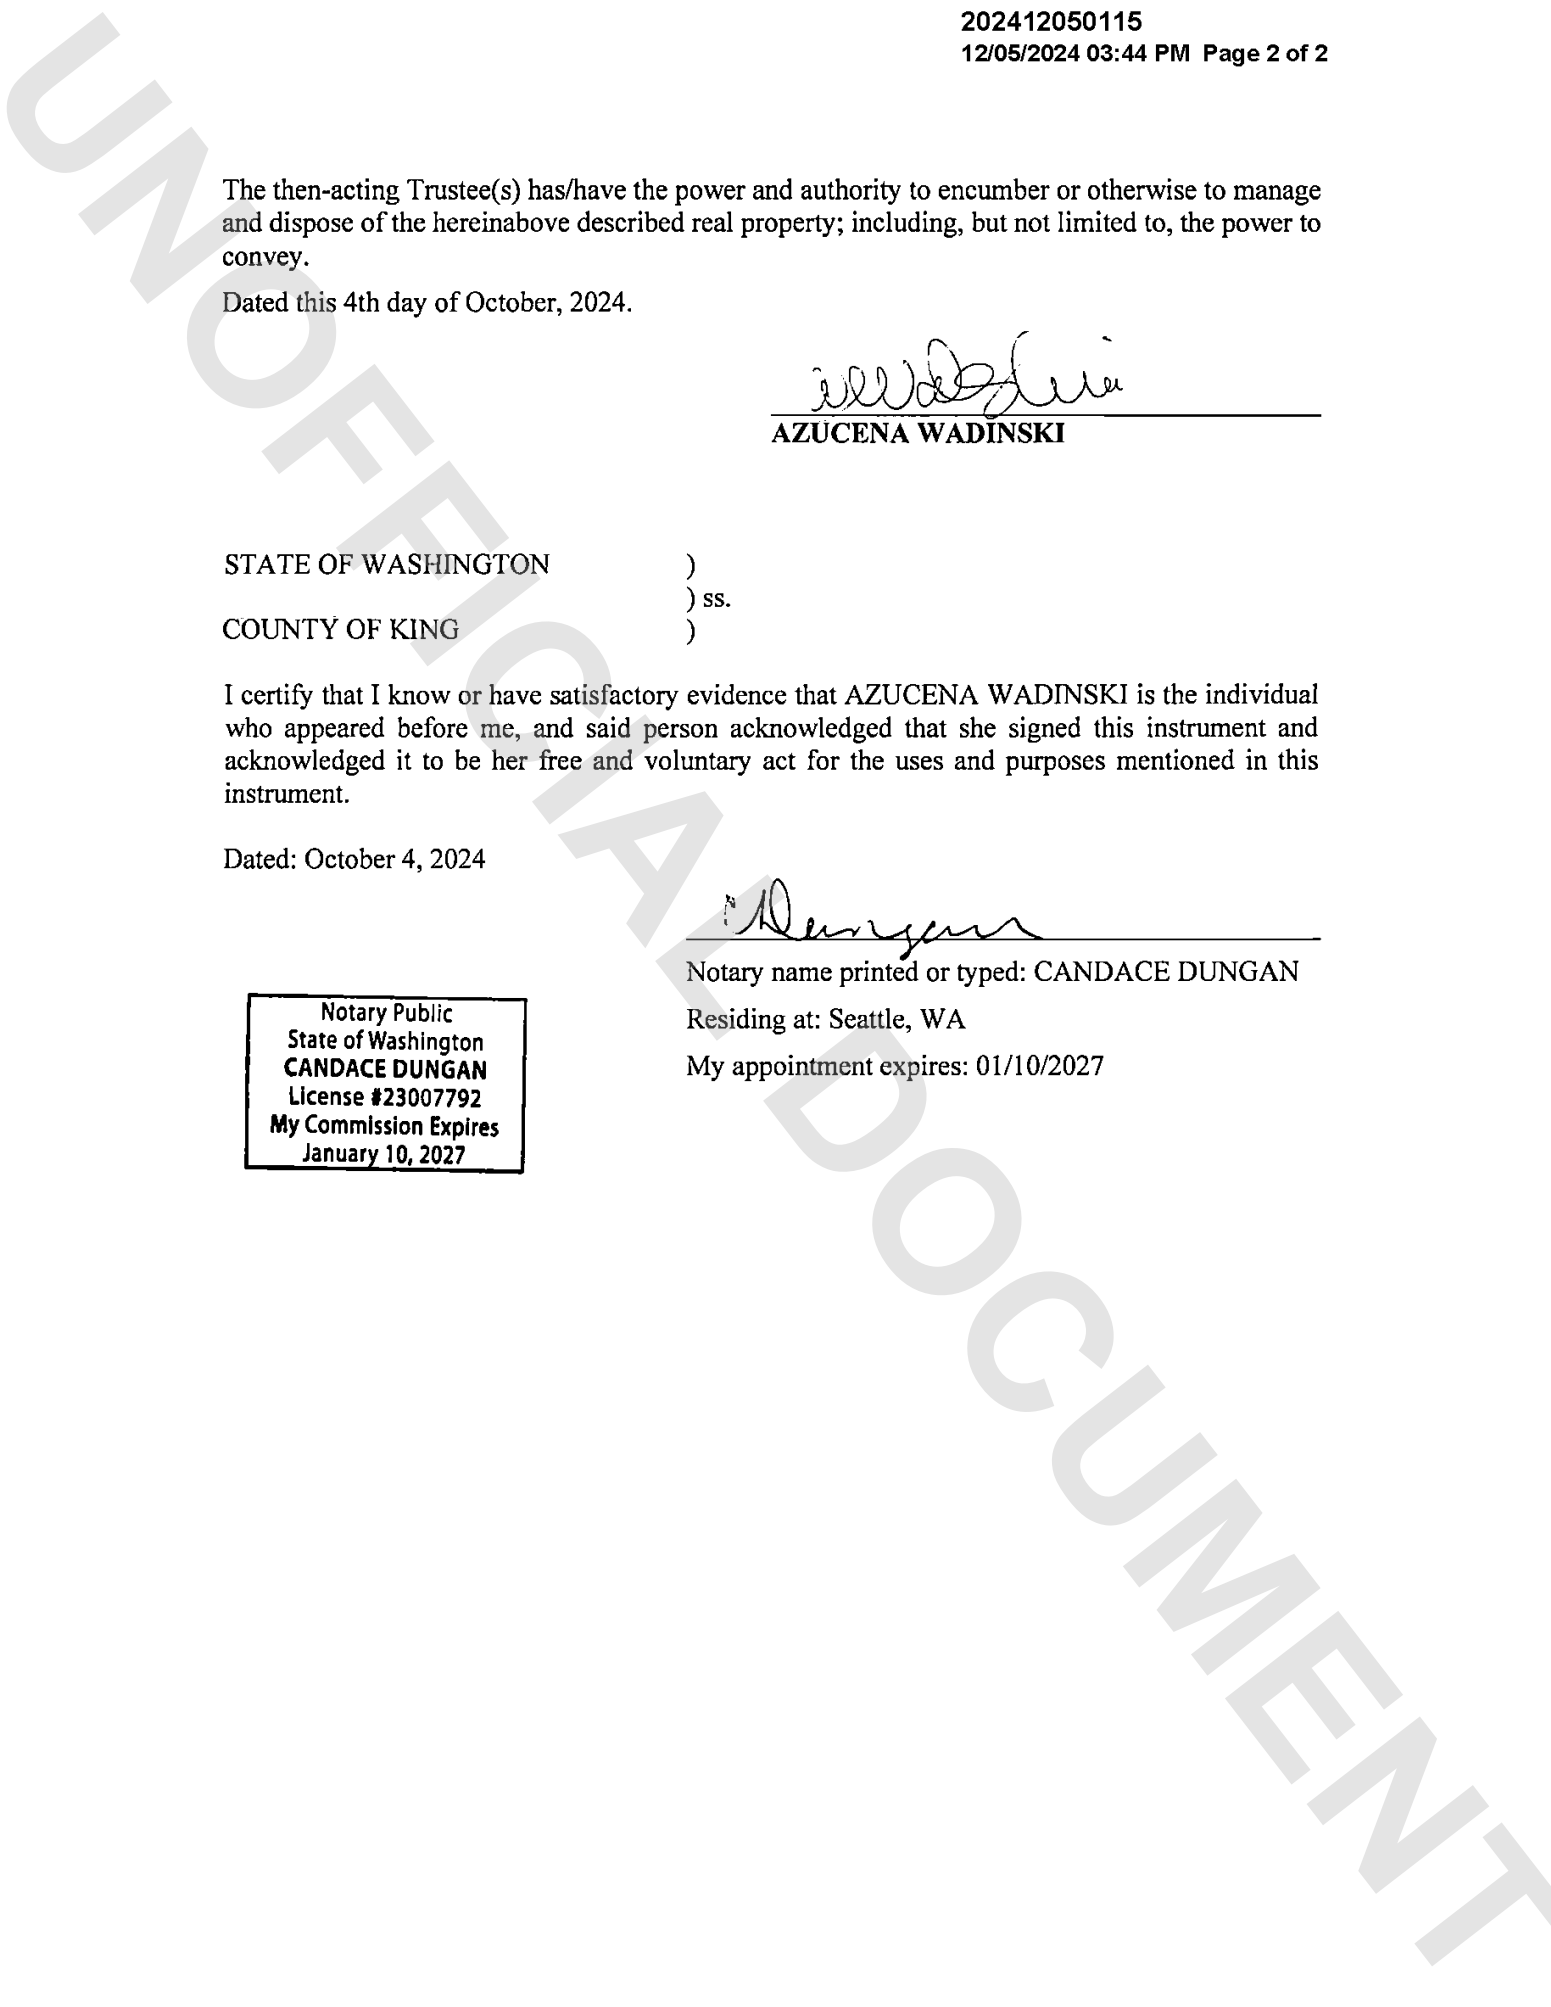 202412050115
12/05/2024 03:44 PM Page 2 of 2
The then-acting Trustee(s) has/have the power and authority to encumber or otherwise to manage
and dispose of the hereinabove described real property; including, but not limited to, the power to
convey.
Dated this 4th day of October, 2024.
AZUCENA WADINSKI
STATE OF WASHINGTON )
) ss.
COUNTY OF KING )
I certify that I know or have satisfactory evidence that AZUCENA WADINSKI is the individual
who appeared before me, and said person acknowledged that she signed this instrument and
acknowledged it to be her free and voluntary act for the uses and purposes mentioned in this
instrument.
Dated: October 4, 2024
Notary name printed or typed: CANDACE DUNGAN
Residing at: Seattle, WA
My appointment expires: 01/10/2027
Notary Public
State of Washington
CANDACE DUNGAN
License #23007792
My Commission Expires
January 10, 2027
UNOFFICIAL DOCUMENT